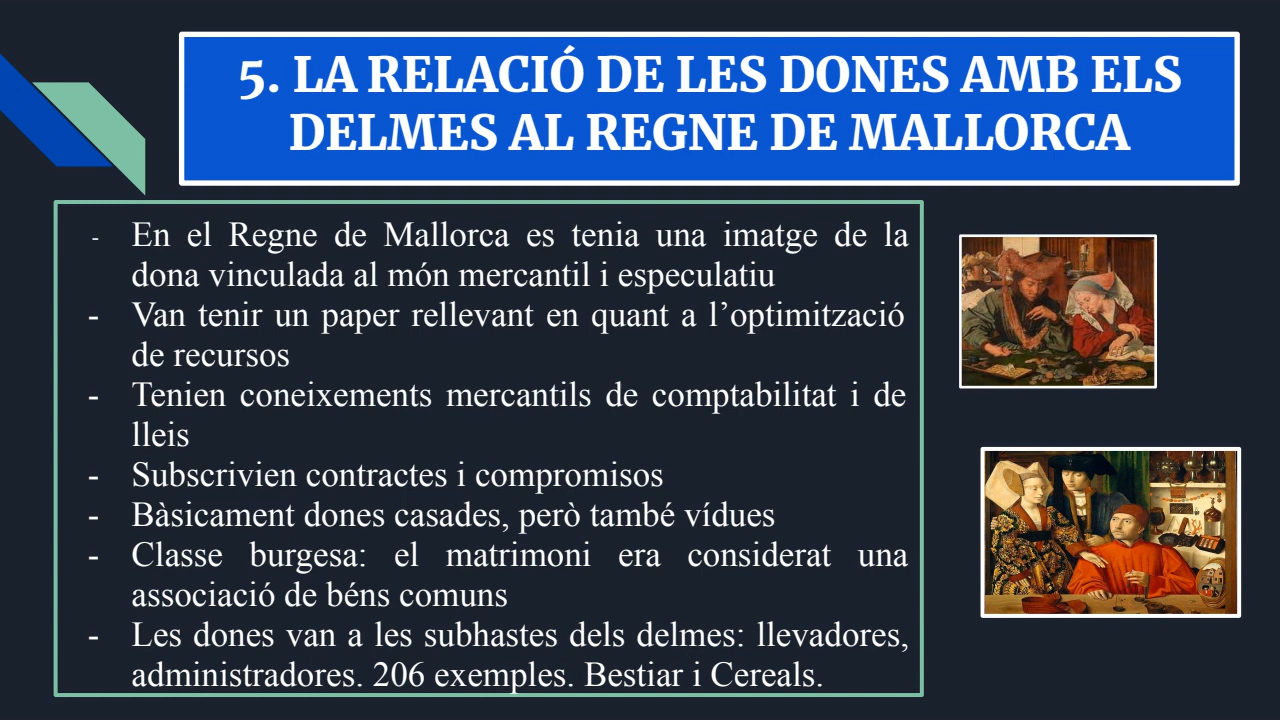 5. LA RELACIÓ DE LES DONES AMB ELS
DELMES AL REGNE DE MALLORCA
- En el Regne de Mallorca es tenia una imatge de la
dona vinculada al món mercantil i especulatiu
- Van tenir un paper rellevant en quant a l’optimització
de recursos
- Tenien coneixements mercantils de comptabilitat i de
lleis
- Subscrivien contractes i compromisos
- Bàsicament dones casades, però també vídues
- Classe burgesa: el matrimoni era considerat una
associació de béns comuns
- Les dones van a les subhastes dels delmes: llevadores,
administradores. 206 exemples. Bestiar i Cereals.